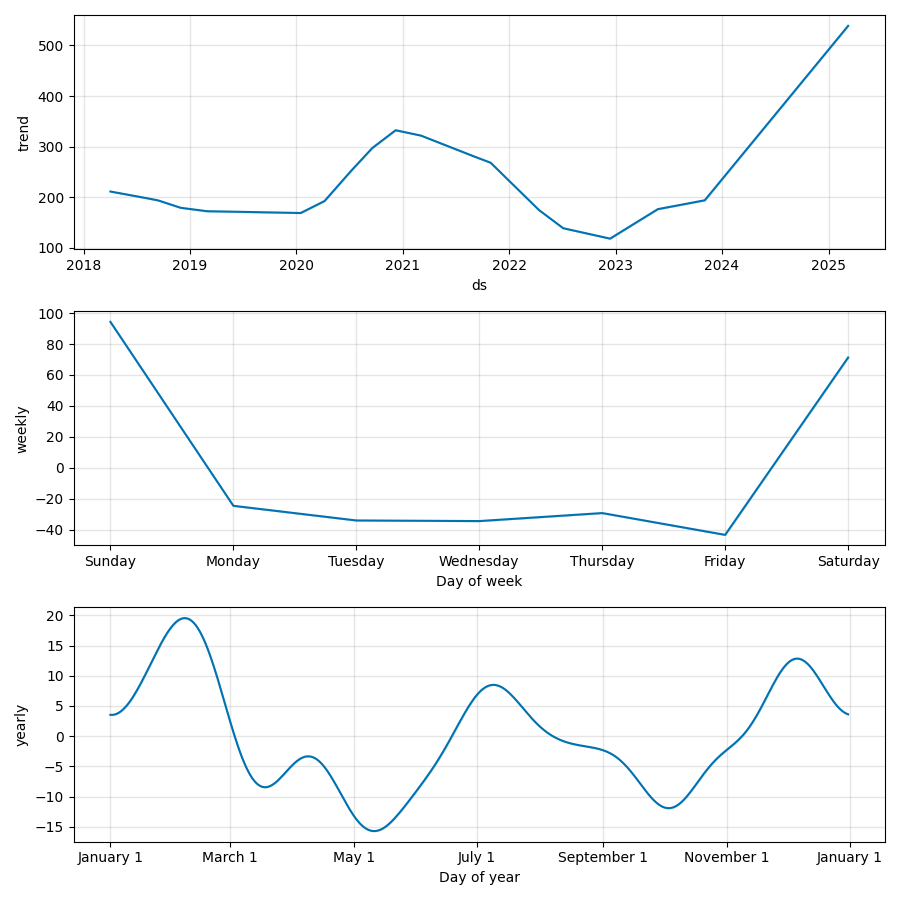 500
400
300
200
100
trend
2018 2019 2020 2021 2022 2023 2024 2025
ds
100
80
60
40
20
0
−20
−40
weekly
Sunday Monday Tuesday Wednesday Thursday Friday Saturday
Day of week
20
15
10
5
0
−5
−10
−15
yearly
January 1 March 1 May 1 July 1 September 1 November 1 January 1
Day of year